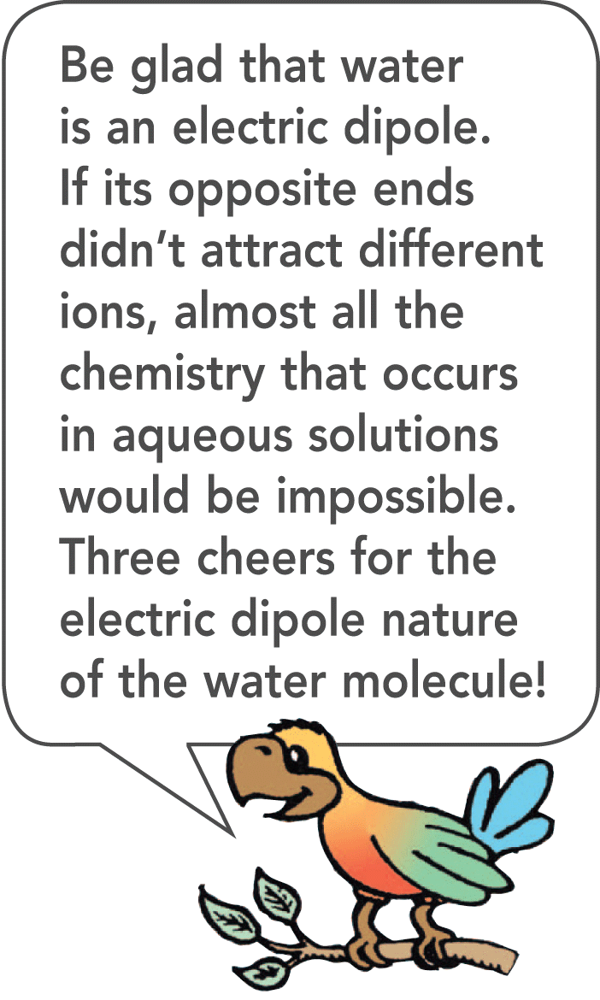 Be glad that water
is an electric dipole.
If its opposite ends
didn’t attract different
ions, almost all the
chemistry that occurs
in aqueous solutions
would be impossible.
Three cheers for the
electric dipole nature
of the water molecule!